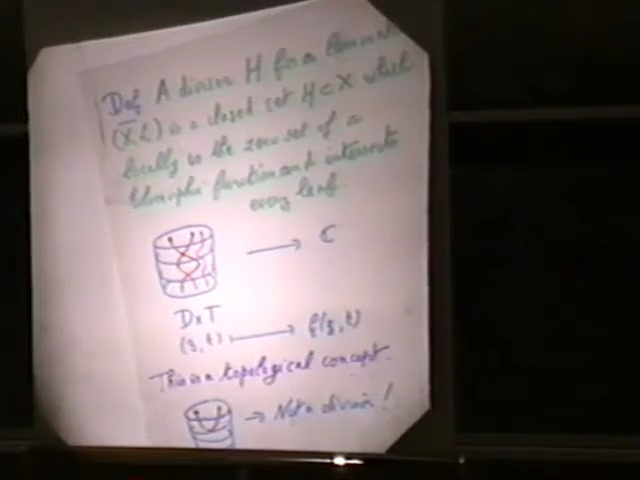 Def A divisor H for a
(X,L) is a closed set H⊂X which
locally is the zero set of a
holomorphic function and intersects
every leaf.
→ C
D×T
(z,t) ⟼ f(z,t)
This is a topological concept.
→ Not a divisor!